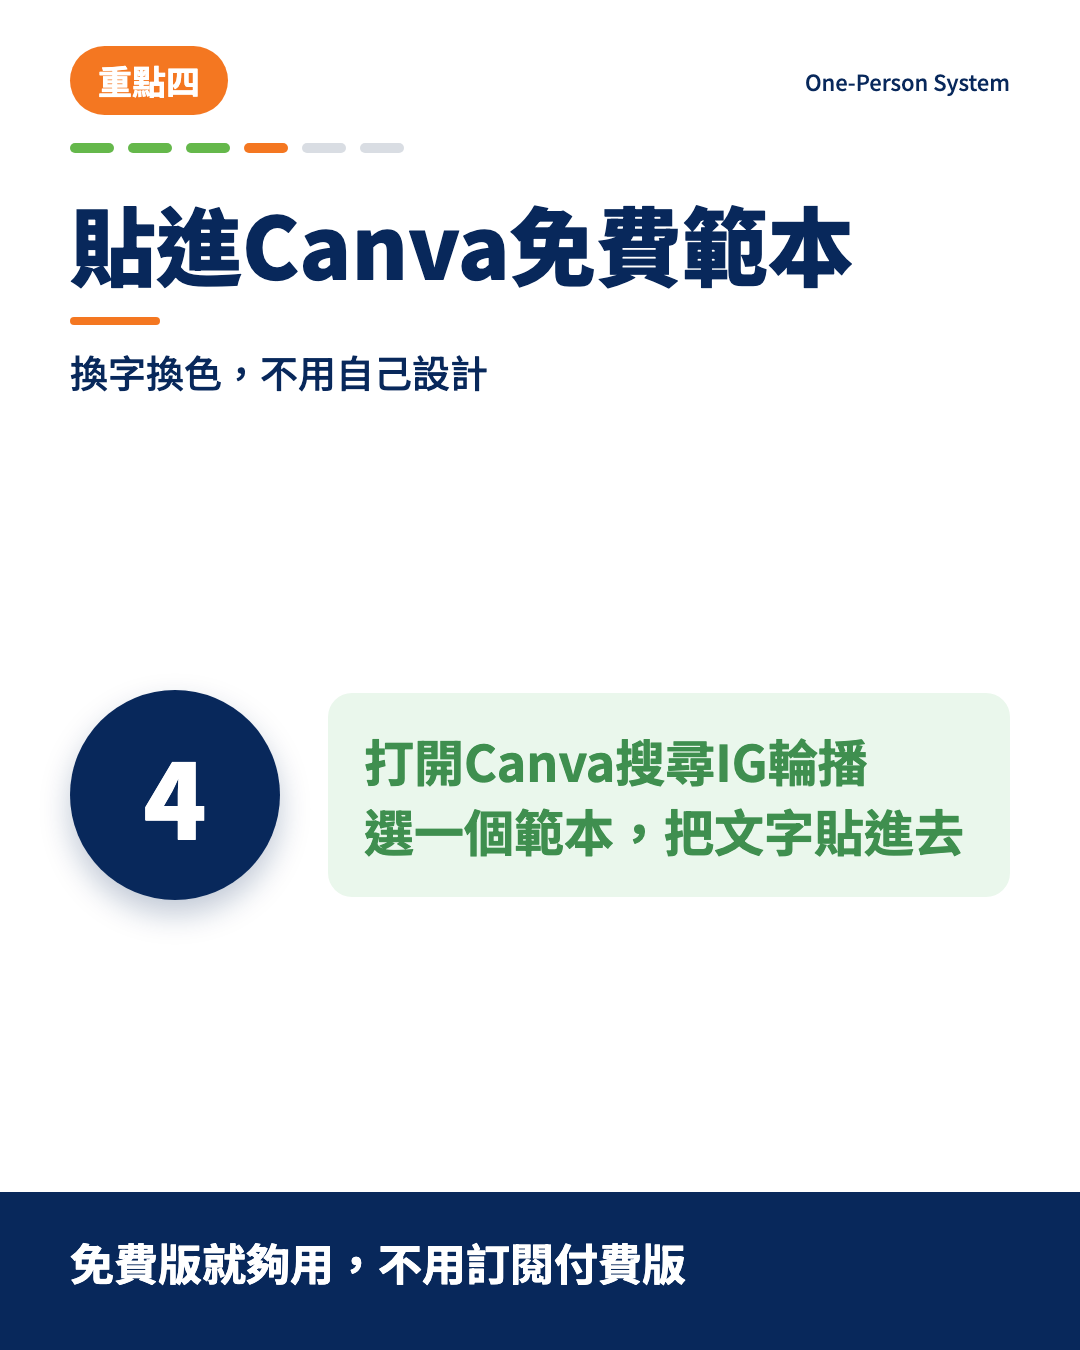 重點四
One-Person System
貼進Canva免費範本
換字換色，不用自己設計
4
打開Canva搜尋IG輪播
選一個範本，把文字貼進去
免費版就夠用，不用訂閱付費版